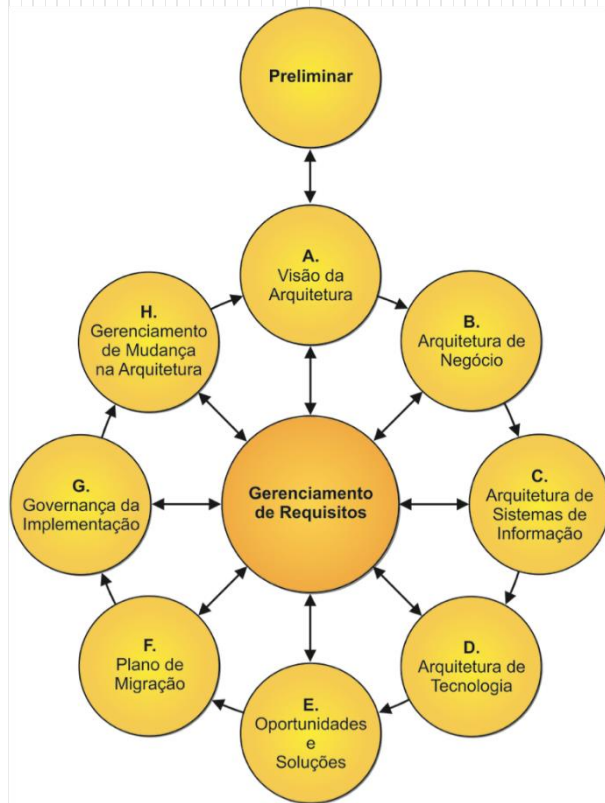 Preliminar
A.
Visão da
Arquitetura
B.
Arquitetura de
Negócio
C.
Arquitetura de
Sistemas de
Informação
D.
Arquitetura de
Tecnologia
E.
Oportunidades
e
Soluções
F.
Plano de
Migração
G.
Governança da
Implementação
H.
Gerenciamento
de Mudança
na Arquitetura
Gerenciamento
de Requisitos